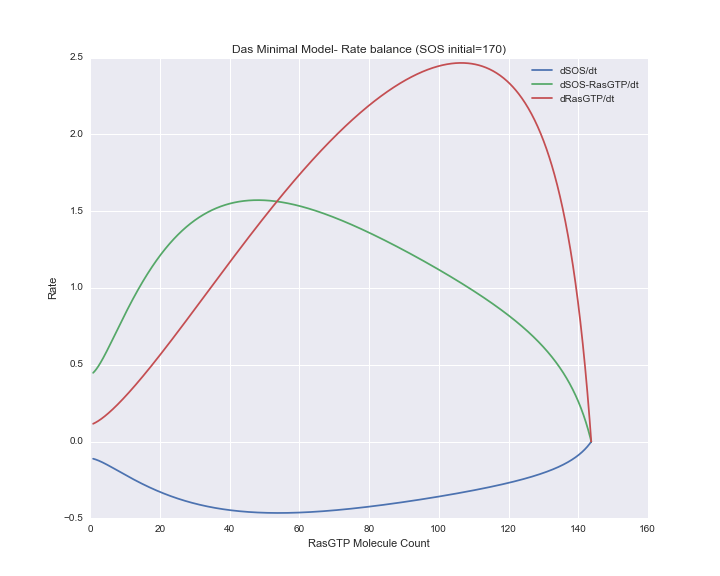 Das Minimal Model- Rate balance (SOS initial=170)
dSOS/dt
dSOS-RasGTP/dt
dRasGTP/dt
2.5
2.0
1.5
1.0
0.5
0.0
−0.5
Rate
0 20 40 60 80 100 120 140 160
RasGTP Molecule Count